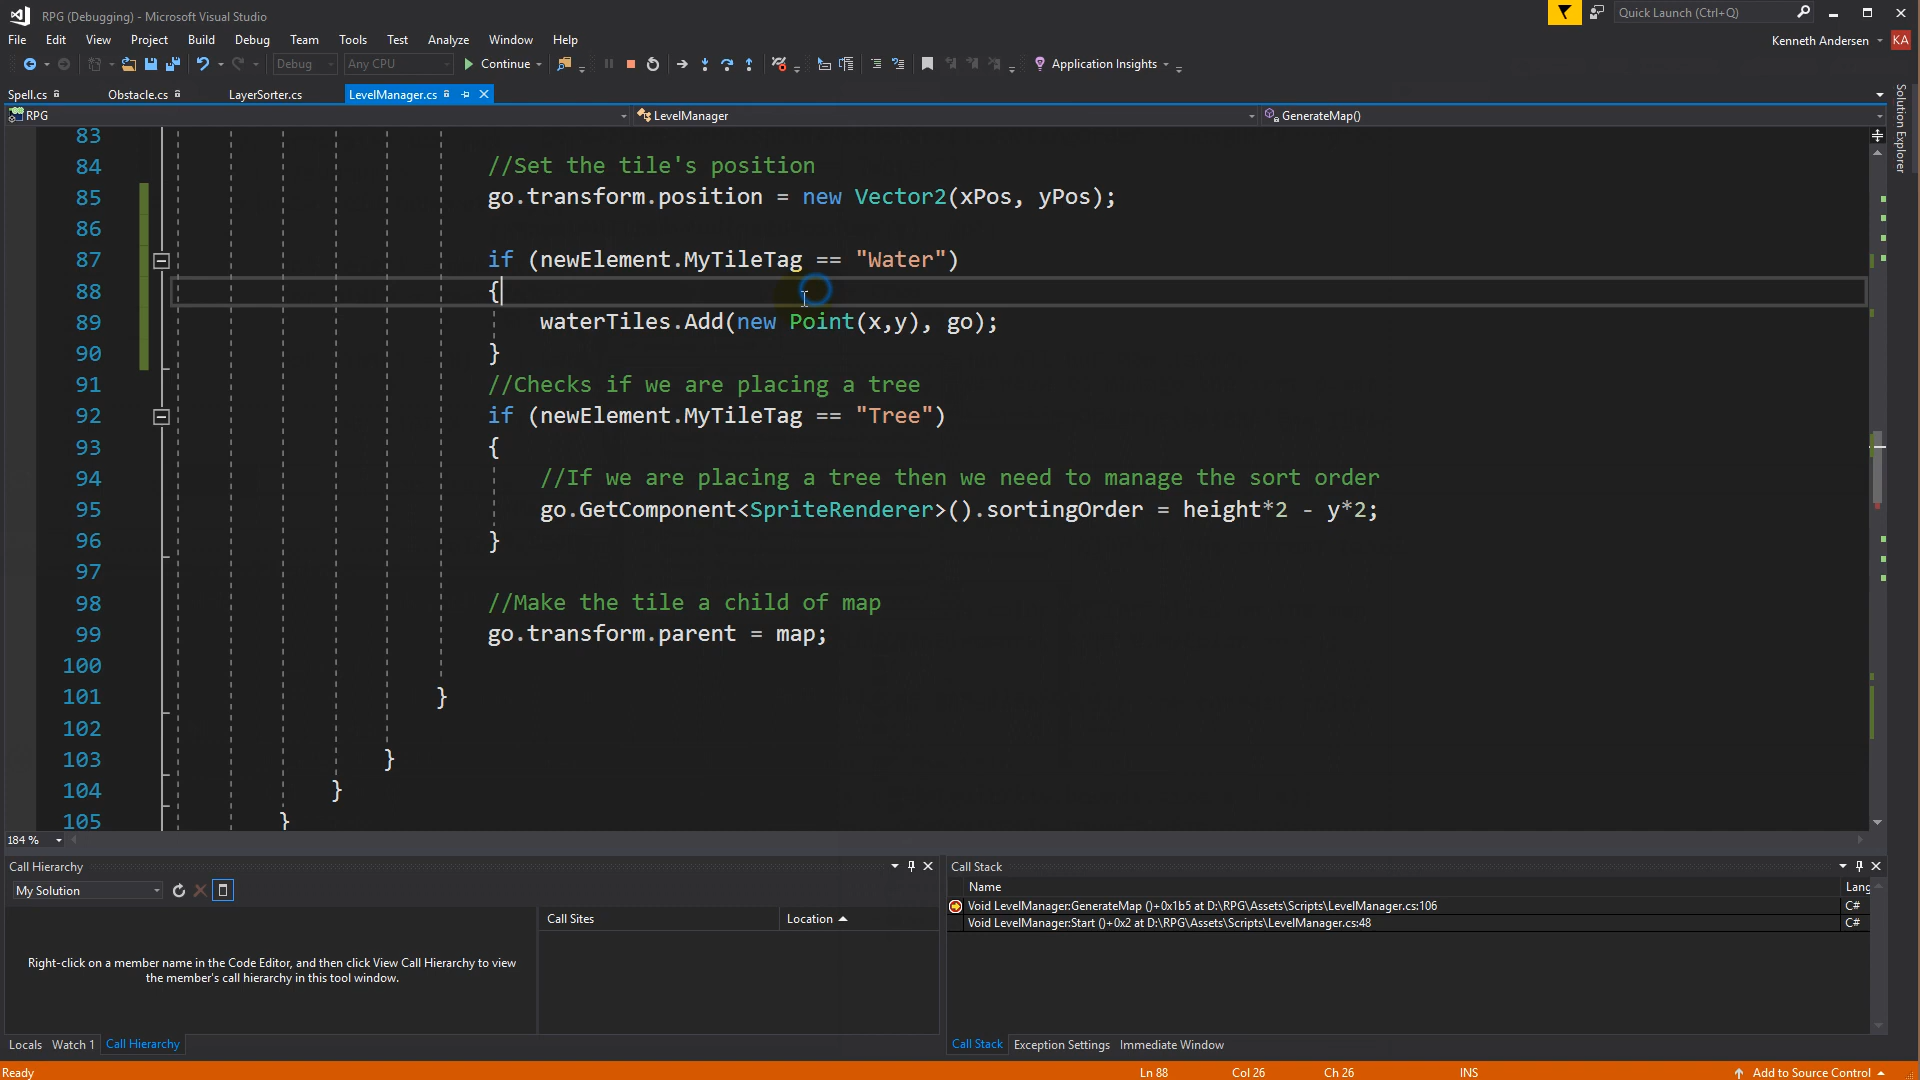 RPG (Debugging) - Microsoft Visual Studio
Quick Launch (Ctrl+Q)
File Edit View Project Build Debug Team Tools Test Analyze Window Help
Kenneth Andersen KA
Debug Any CPU Continue Application Insights
Spell.cs Obstacle.cs LayerSorter.cs LevelManager.cs
RPG LevelManager GenerateMap()
Solution Explorer
83
84 //Set the tile's position
85 go.transform.position = new Vector2(xPos, yPos);
86
87 if (newElement.MyTileTag == "Water")
88 {
89 waterTiles.Add(new Point(x,y), go);
90 }
91 //Checks if we are placing a tree
92 if (newElement.MyTileTag == "Tree")
93 {
94 //If we are placing a tree then we need to manage the sort order
95 go.GetComponent<SpriteRenderer>().sortingOrder = height*2 - y*2;
96 }
97
98 //Make the tile a child of map
99 go.transform.parent = map;
100
101 }
102
103 }
104 }
105 }
184 %
Call Hierarchy
My Solution
Call Sites Location
Right-click on a member name in the Code Editor, and then click View Call Hierarchy to view
the member's call hierarchy in this tool window.
Locals Watch 1 Call Hierarchy
Call Stack
Name Lang
Void LevelManager:GenerateMap ()+0x1b5 at D:\RPG\Assets\Scripts\LevelManager.cs:106 C#
Void LevelManager:Start ()+0x2 at D:\RPG\Assets\Scripts\LevelManager.cs:48 C#
Call Stack Exception Settings Immediate Window
Ready Ln 88 Col 26 Ch 26 INS Add to Source Control